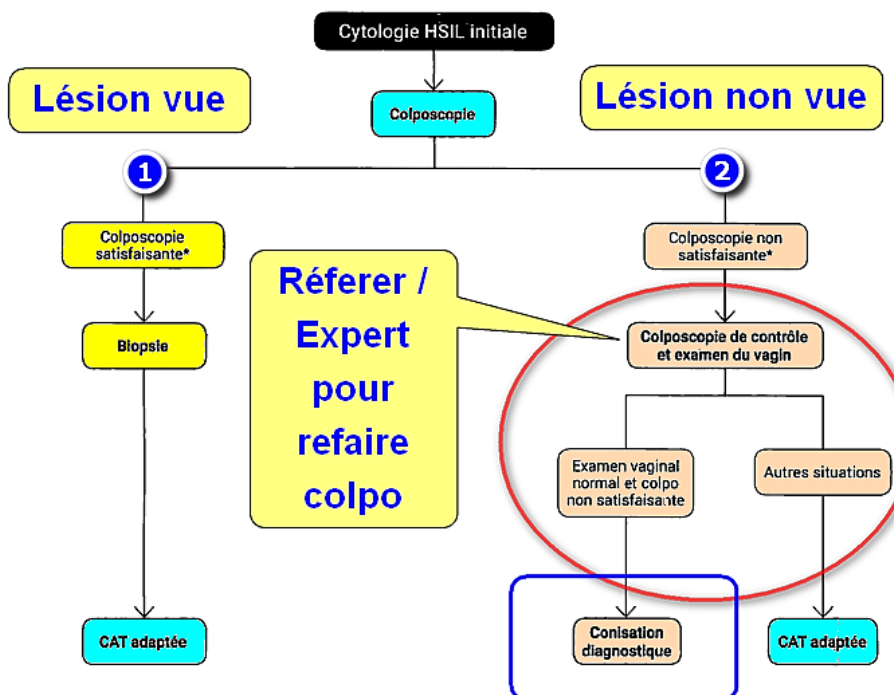 Cytologie HSIL initiale
Lésion vue
Colposcopie
Lésion non vue
1
2
Colposcopie
satisfaisante*
Colposcopie non
satisfaisante*
Réferer /
Expert
pour
refaire
colpo
Biopsie
Colposcopie de contrôle
et examen du vagin
Examen vaginal
normal et colpo
non satisfaisante
Autres situations
CAT adaptée
Conisation
diagnostique
CAT adaptée